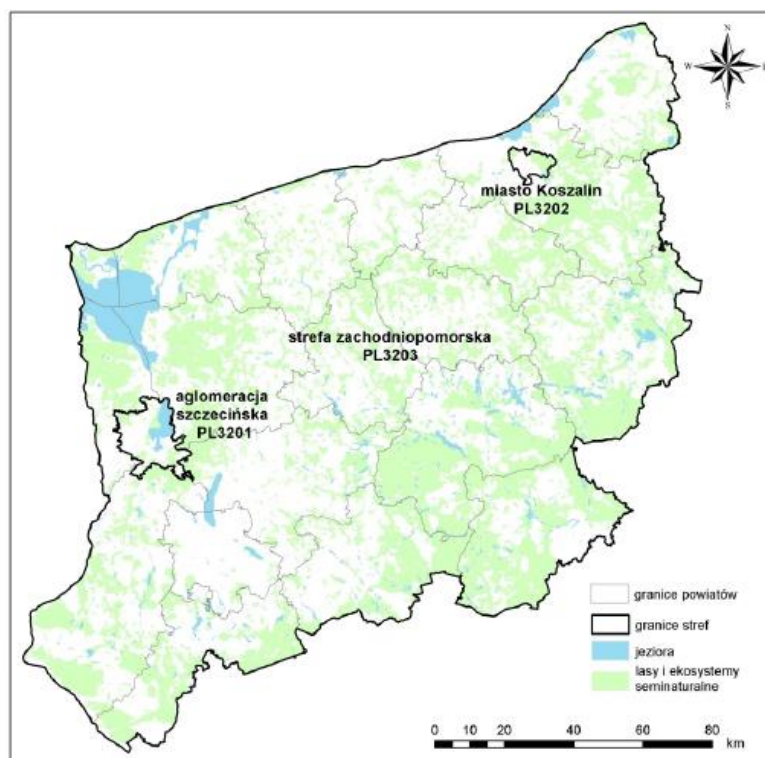 N
W
E
S
miasto Koszalin
PL3202
strefa zachodniopomorska
PL3203
aglomeracja
szczecińska
PL3201
granice powiatów
granice stref
jeziora
lasy i ekosystemy
seminaturalne
0 10 20 40 60 80
km